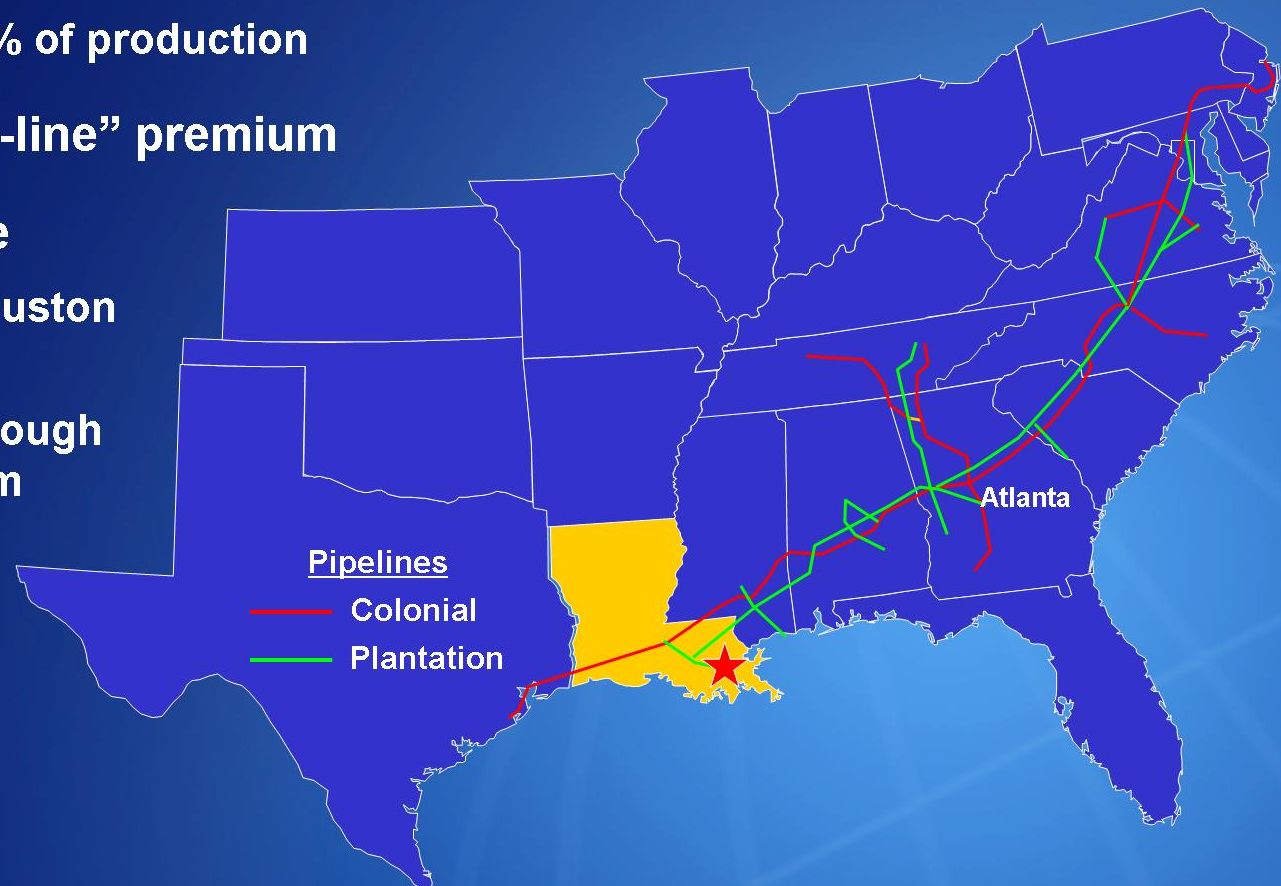 % of production
-line” premium
e
uston
ough
m
Atlanta
Pipelines
Colonial
Plantation